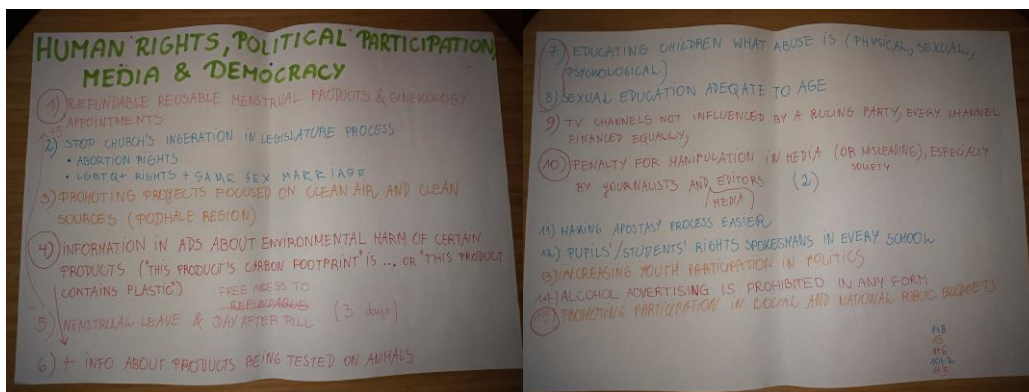 HUMAN RIGHTS, POLITICAL PARTICIPATION,
MEDIA & DEMOCRACY
1) REFUNDABLE REUSABLE MENSTRUAL PRODUCTS & GINEKOLOGY
APPOINTMENTS
+5
2) STOP CHURCH'S INGERATION IN LEGISLATURE PROCESS
• ABORTION RIGHTS
• LGBTQ+ RIGHTS + SAME SEX MARRIAGE
3) PROMOTING PROYECTS FOCUSED ON CLEAN AIR, AND CLEAN
SOURCES (PODHALE REGION)
4) INFORMATION IN ADS ABOUT ENVIRONMENTAL HARM OF CERTAIN
PRODUCTS ("THIS PRODUCT'S CARBON FOOTPRINT" IS ... OR "THIS PRODUCT
CONTAINS PLASTIC")
FREE ACESS TO
REFUNDABLE
5) MENSTRUAL LEAVE & DAY AFTER PILL (3 days)
6) + INFO ABOUT PRODUCTS BEING TESTED ON ANIMALS
7) EDUCATING CHILDREN WHAT ABUSE IS (PHYSICAL, SEXUAL,
PSYCHOLOGICAL)
8) SEXUAL EDUCATION ADEQATE TO AGE
9) TV CHANNELS NOT INFLUENCED BY A RULING PARTY, EVERY CHANNEL
FINANCED EQUALLY,
10) PENALTY FOR MANIPULATION IN MEDIA (OR MISLEADING), ESPECIALLY
SOCIETY
BY YOURNALISTS AND EDITORS (2)
MEDIA
11) MAKING APOSTASY PROCESS EASIER
12) PUPILS'/STUDENTS' RIGHTS SPOKESMANS IN EVERY SCHOOL
13) INCREASING YOUTH PARTICIPATION IN POLITICS
14) ALCOHOL ADVERTISING IS PROHIBITED IN ANY FORM
15) PROMOTING PARTICIPATION IN LOCAL AND NATIONAL PUBLIC BUDGETS
15
10+2